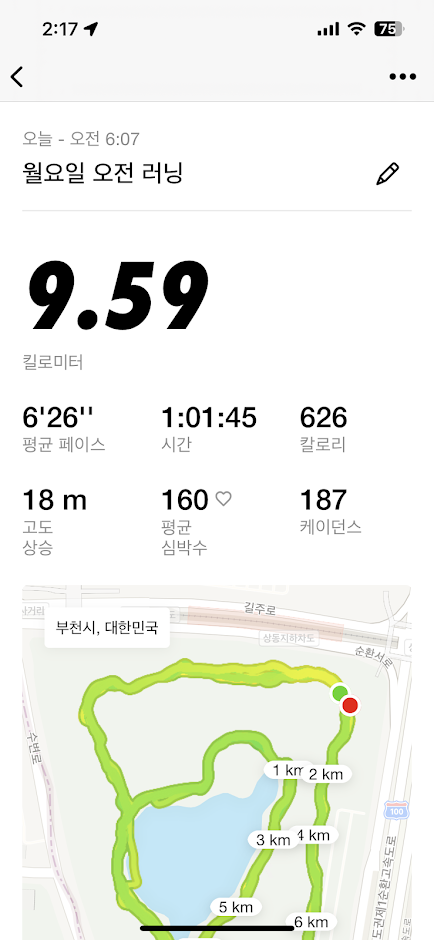 2:17
75
오늘 - 오전 6:07
월요일 오전 러닝
9.59
킬로미터
6'26''
1:01:45
626
평균 페이스
시간
칼로리
18 m
160
187
고도
상승
평균
심박수
케이던스
사거리
길주로
부천시, 대한민국
상동지하차도
순환서로
수변로
1 km
2 km
100
3 km
4 km
도권제1순환고속도로
5 km
6 km